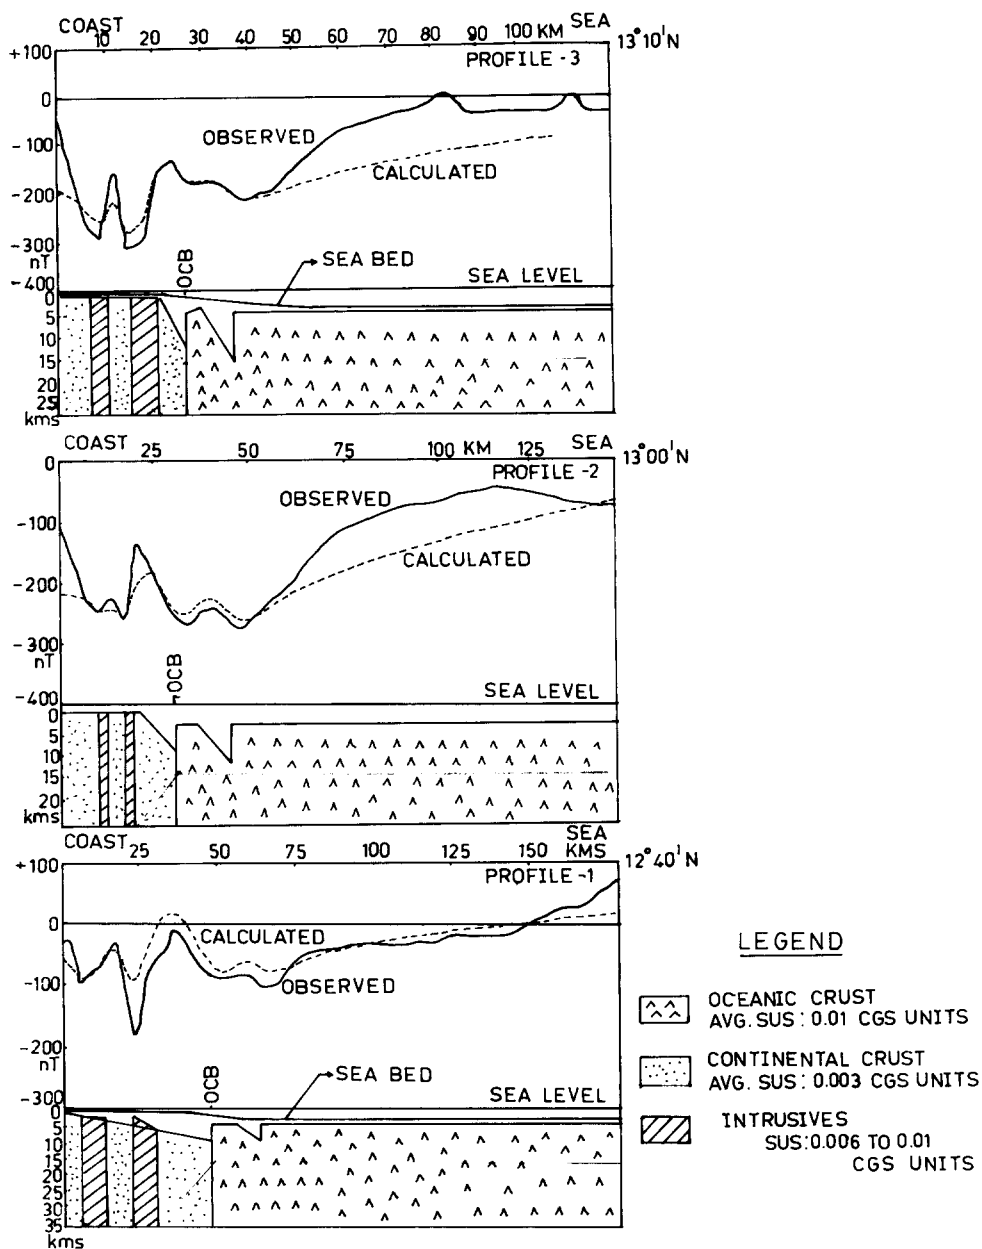 COAST SEA
10 20 30 40 50 60 80 90 100 KM 13°10'N
+100 PROFILE -3
0
OBSERVED
-100
CALCULATED
-200
-300
nT OCB SEA BED
SEA LEVEL
-400
0
5
10
15
20
25
kms
COAST 25 50 75 100 KM 125 SEA 13°00'N
0 PROFILE -2
OBSERVED
-100
CALCULATED
-200
-300
nT OCB
-400 SEA LEVEL
0
5
10
15
20
kms
COAST 25 50 75 100 125 150 SEA KMS 12°40'N
+100 PROFILE -1
0
CALCULATED
-100 OBSERVED
-200
nT OCB SEA BED
-300 SEA LEVEL
0
5
10
15
20
25
30
35
kms
LEGEND
OCEANIC CRUST
AVG. SUS: 0.01 CGS UNITS
CONTINENTAL CRUST
AVG. SUS: 0.003 CGS UNITS
INTRUSIVES
SUS:0.006 TO 0.01
CGS UNITS